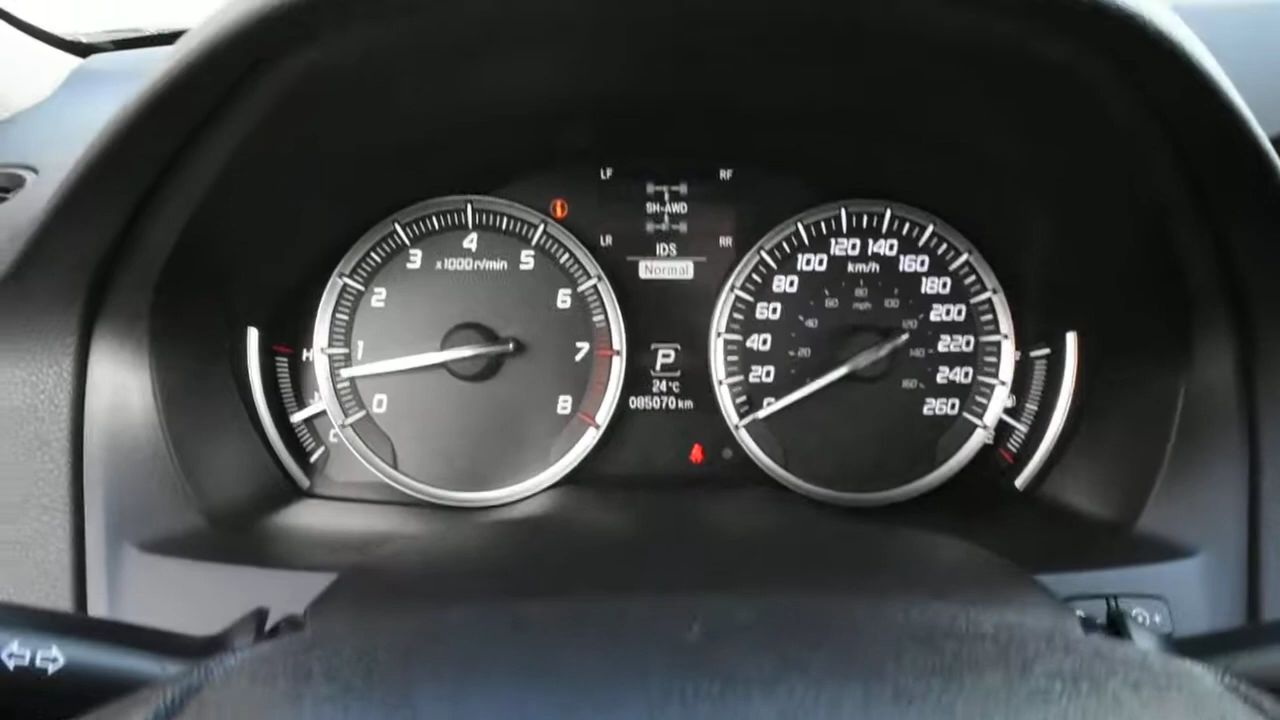 LF RF
SH-AWD
LR RR
IDS
Normal
0 1 2 3 4 5 6 7 8
x1000r/min
H
C
0 20 40 60 80 100 120 140 160 180 200 220 240 260
km/h
20 40 60 80 100 120 140 160
mph
P
24°C
085070 km